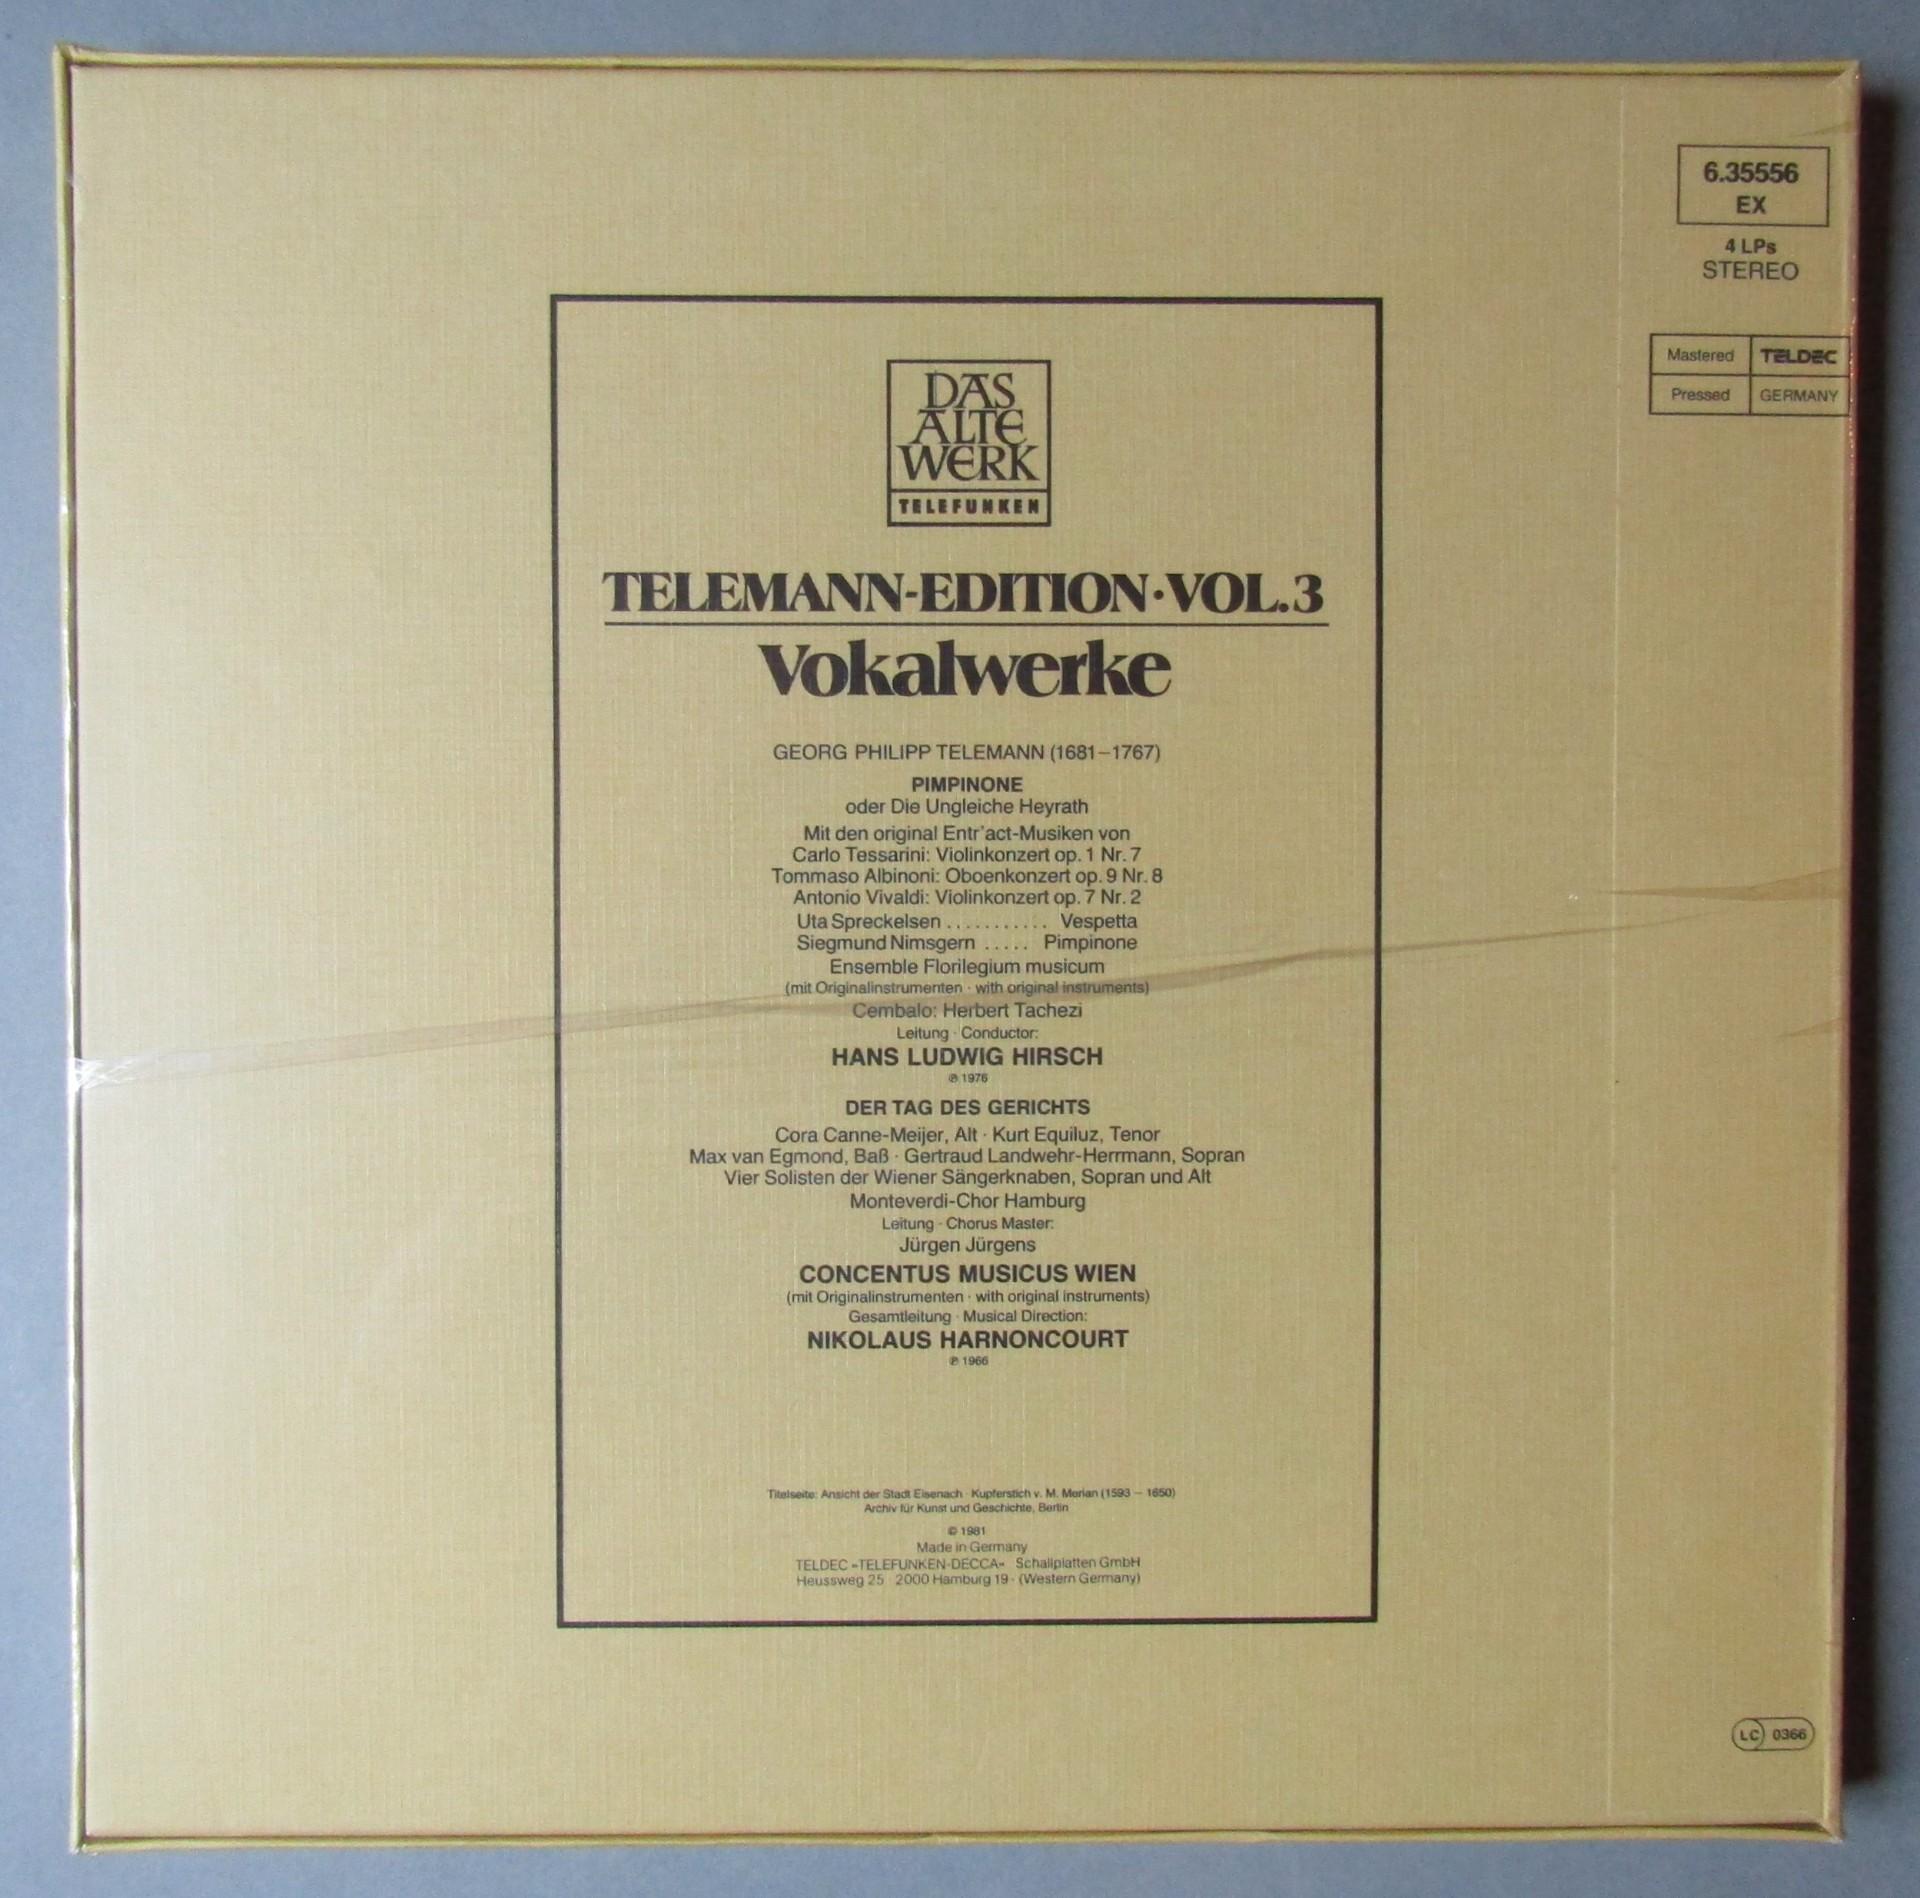 6.35556
EX
4 LPs
STEREO
Mastered TELDEC
Pressed GERMANY
DAS
ALTE
WERK
TELEFUNKEN
TELEMANN-EDITION·VOL.3
Vokalwerke
GEORG PHILIPP TELEMANN (1681–1767)
PIMPINONE
oder Die Ungleiche Heyrath
Mit den original Entr'act-Musiken von
Carlo Tessarini: Violinkonzert op. 1 Nr. 7
Tommaso Albinoni: Oboenkonzert op. 9 Nr. 8
Antonio Vivaldi: Violinkonzert op. 7 Nr. 2
Uta Spreckelsen . . . . . . . . . . . Vespetta
Siegmund Nimsgern . . . . . Pimpinone
Ensemble Florilegium musicum
(mit Originalinstrumenten · with original instruments)
Cembalo: Herbert Tachezi
Leitung · Conductor:
HANS LUDWIG HIRSCH
℗ 1976
DER TAG DES GERICHTS
Cora Canne-Meijer, Alt · Kurt Equiluz, Tenor
Max van Egmond, Baß · Gertraud Landwehr-Herrmann, Sopran
Vier Solisten der Wiener Sängerknaben, Sopran und Alt
Monteverdi-Chor Hamburg
Leitung · Chorus Master:
Jürgen Jürgens
CONCENTUS MUSICUS WIEN
(mit Originalinstrumenten · with original instruments)
Gesamtleitung · Musical Direction:
NIKOLAUS HARNONCOURT
℗ 1966
Titelseite: Ansicht der Stadt Eisenach · Kupferstich v. M. Merian (1593 – 1650)
Archiv für Kunst und Geschichte, Berlin
© 1981
Made in Germany
TELDEC »TELEFUNKEN-DECCA« Schallplatten GmbH
Heussweg 25 2000 Hamburg 19 · (Western Germany)
LC 0366